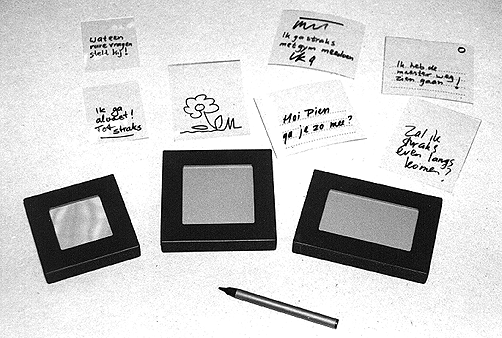 wat een
rare vragen
stelt hij!
Ik ga straks
met gym meedoen
Ik heb de
meester weg
zien gaan!
Ik ga
alvast!
Tot straks
Hoi Pien
ga je zo mee?
Zal ik
straks
even langs
komen?